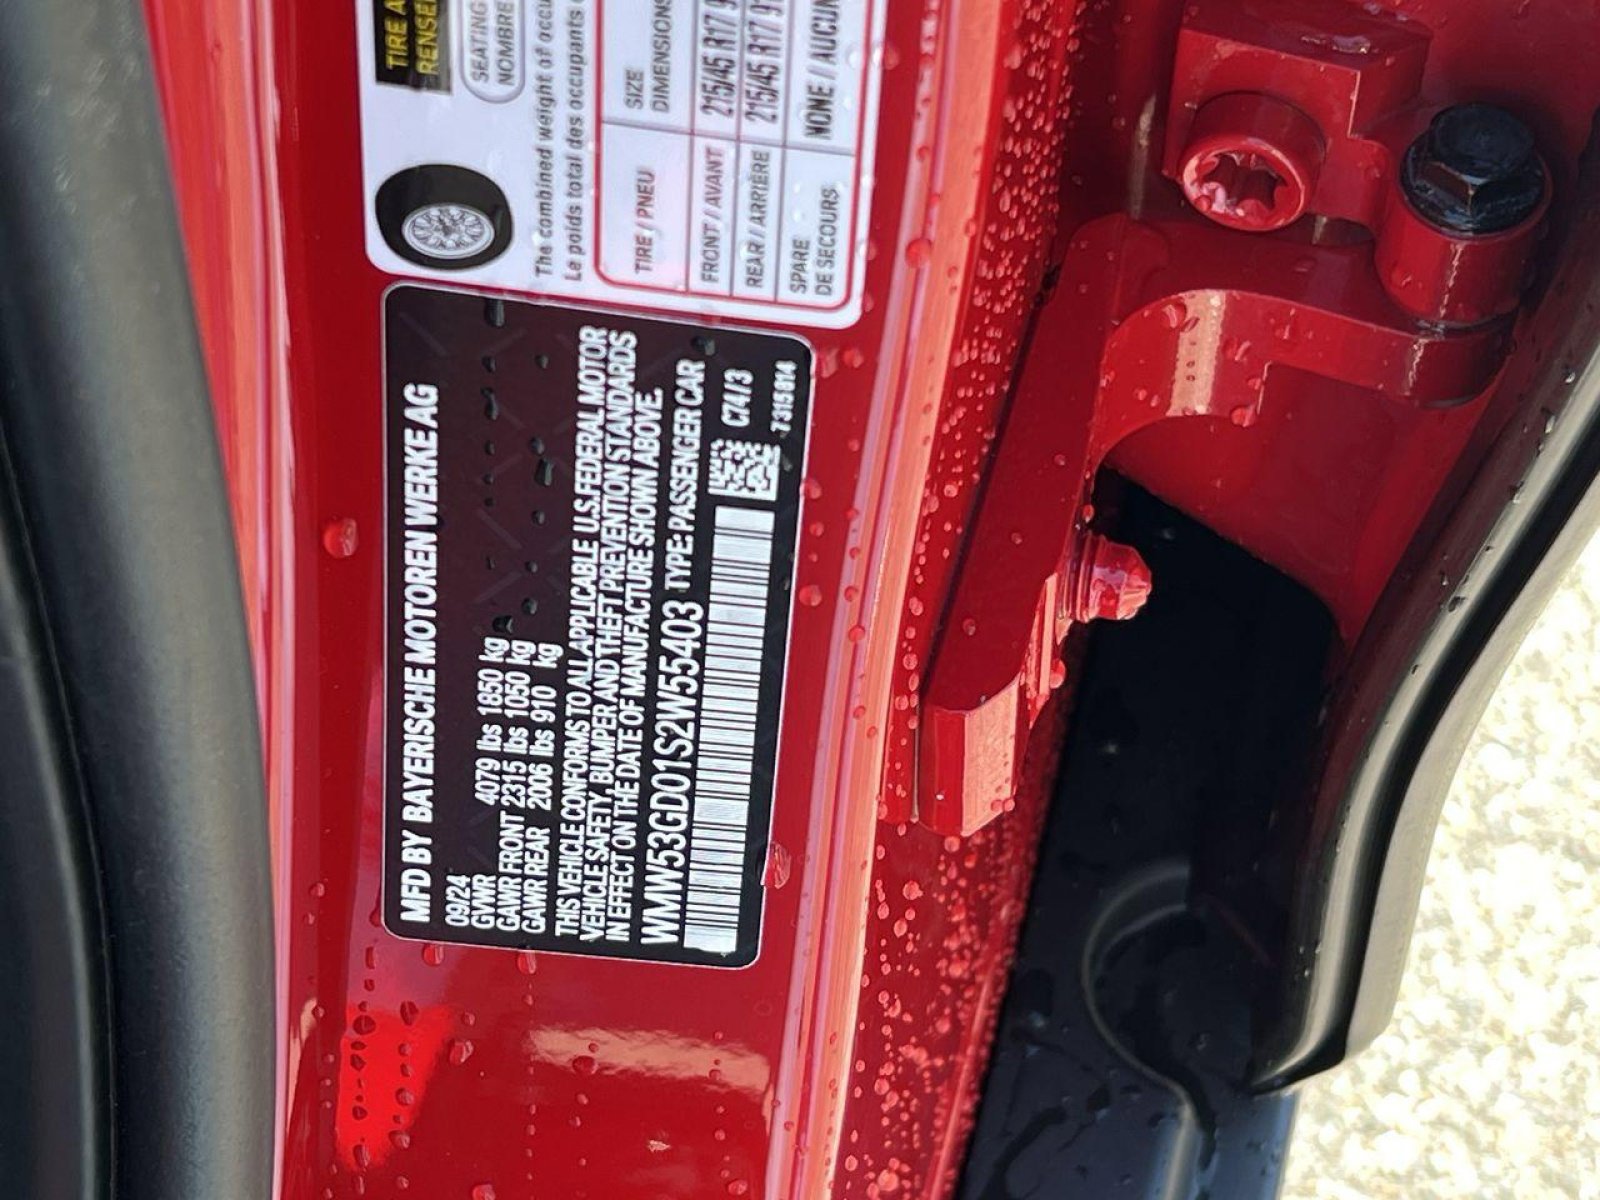 MFD BY BAYERISCHE MOTOREN WERKE AG
09/24
GVWR 4079 lbs 1850 kg
GAWR FRONT 2315 lbs 1050 kg
GAWR REAR 2006 lbs 910 kg
THIS VEHICLE CONFORMS TO ALL APPLICABLE U.S. FEDERAL MOTOR
VEHICLE SAFETY, BUMPER AND THEFT PREVENTION STANDARDS
IN EFFECT ON THE DATE OF MANUFACTURE SHOWN ABOVE.
WMW53GD01S2W55403 TYPE: PASSENGER CAR
C74/3
7315814
TIRE
RENSE
SEATING
NOMBRE
The combined weight of
Le poids total des occupants
TIRE / PNEU SIZE
DIMENSIONS
FRONT / AVANT 215/45 R17
REAR / ARRIÈRE 215/45 R17
SPARE
DE SECOURS NONE / AUCUN